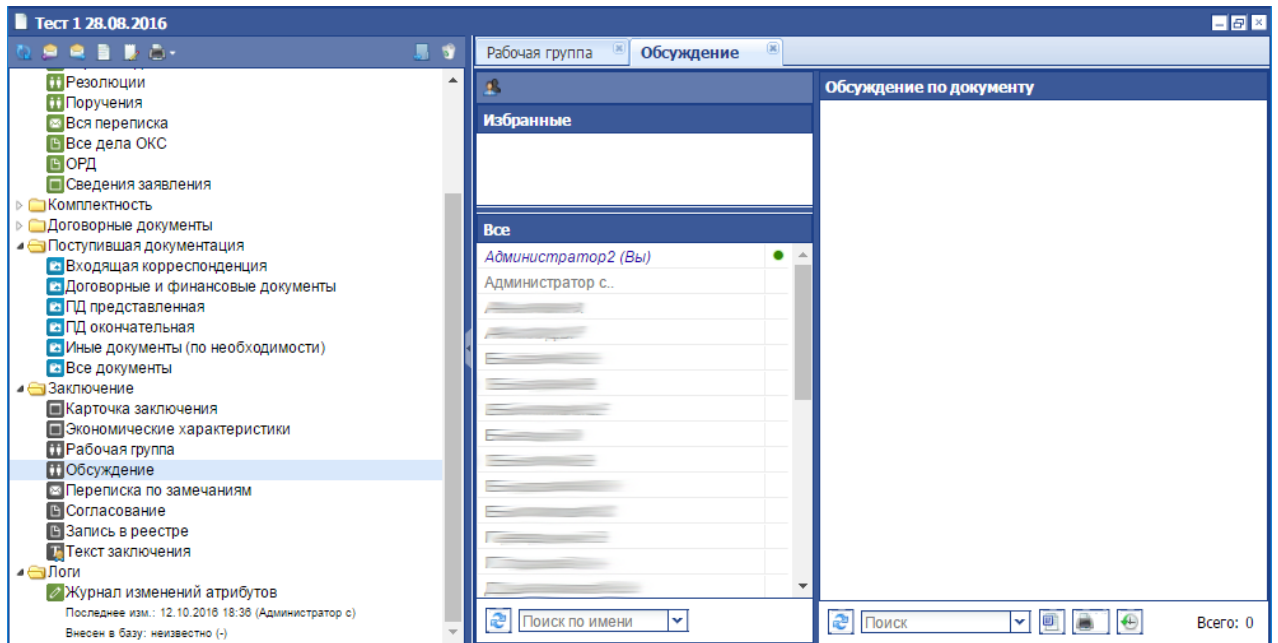 Тест 1 28.08.2016
Резолюции
Поручения
Вся переписка
Все дела ОКС
ОРД
Сведения заявления
Комплектность
Договорные документы
Поступившая документация
Входящая корреспонденция
Договорные и финансовые документы
ПД представленная
ПД окончательная
Иные документы (по необходимости)
Все документы
Заключение
Карточка заключения
Экономические характеристики
Рабочая группа
Обсуждение
Переписка по замечаниям
Согласование
Запись в реестре
Текст заключения
Логи
Журнал изменений атрибутов
Последнее изм.: 12.10.2016 18:36 (Администратор с)
Внесен в базу: неизвестно (-)
Рабочая группа
Обсуждение
Избранные
Все
Администратор2 (Вы)
Администратор с..
Поиск по имени
Обсуждение по документу
Поиск
Всего: 0